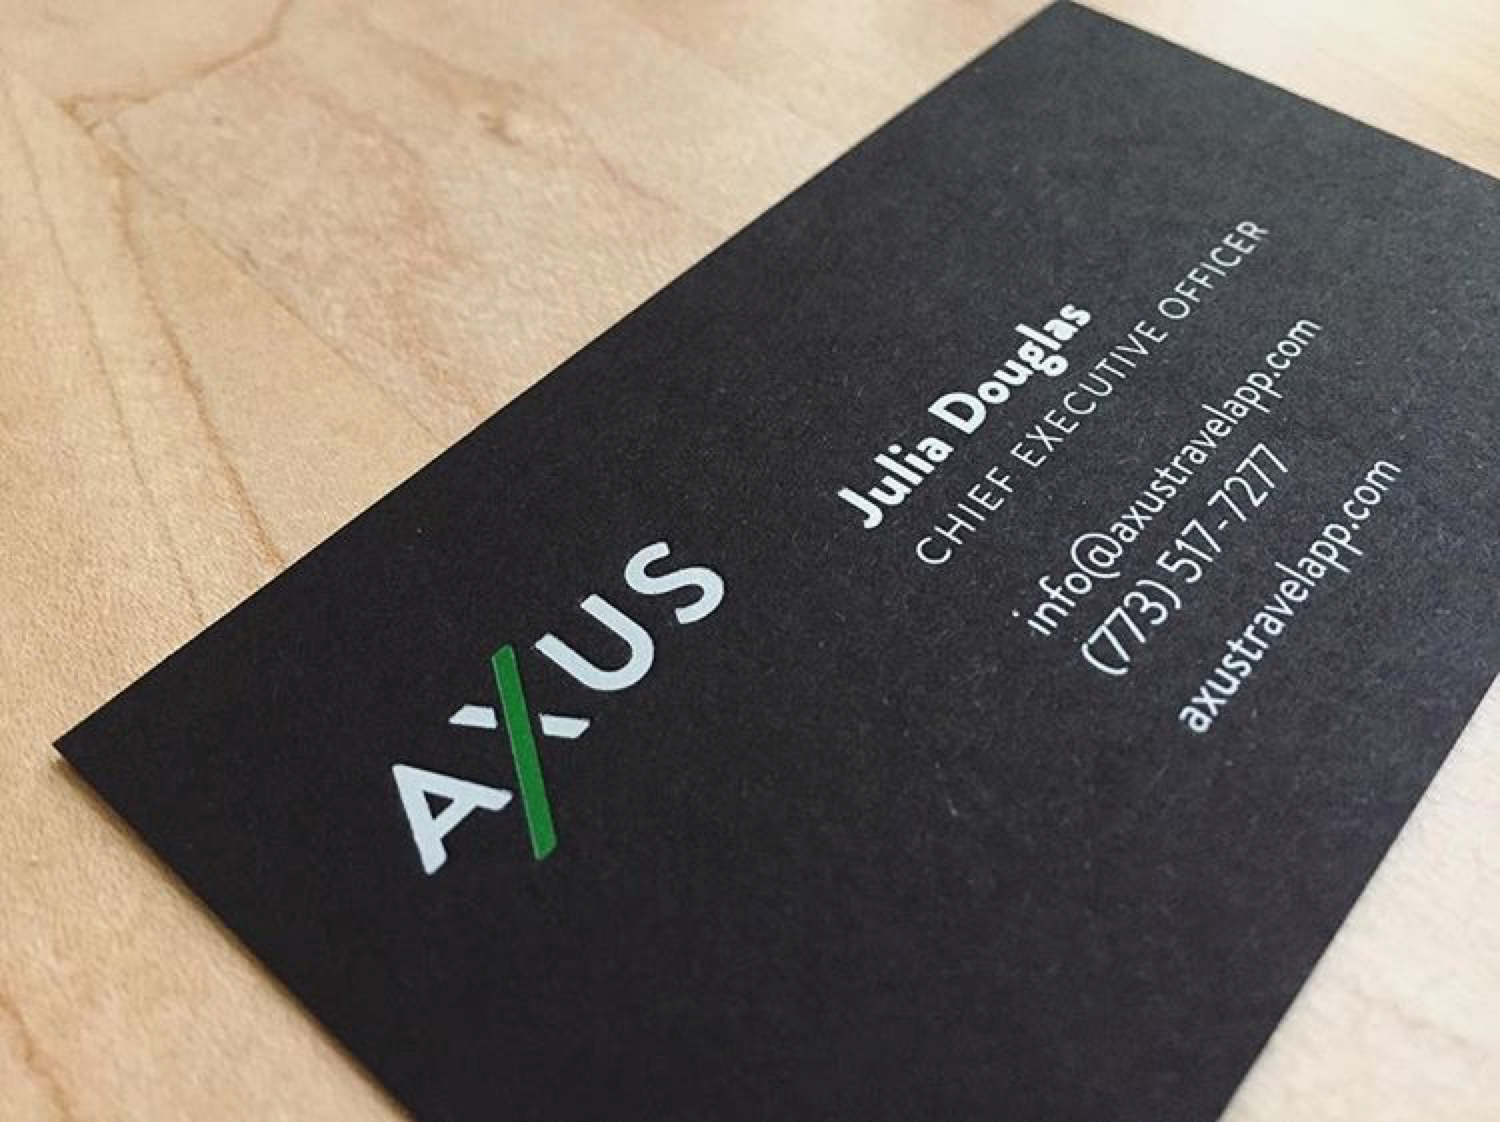 AXUS
Julia Douglas
CHIEF EXECUTIVE OFFICER
info@axustravelapp.com
(773) 517-7277
axustravelapp.com